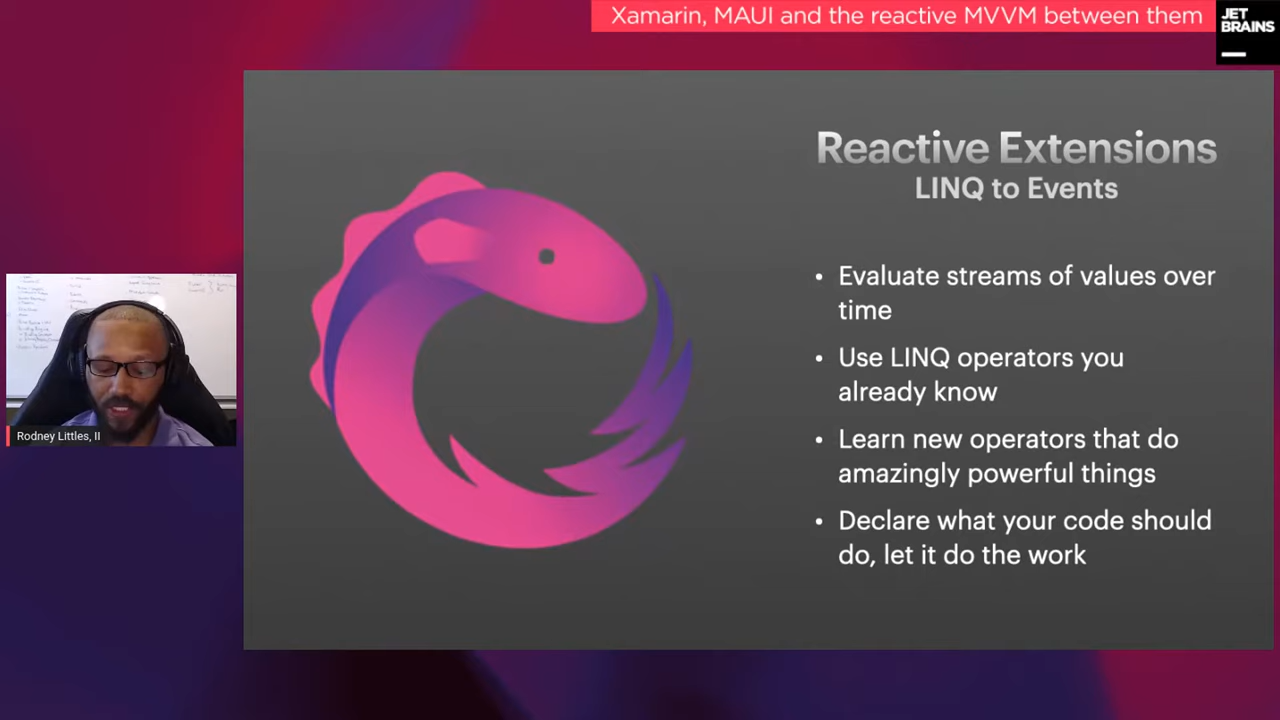 Xamarin, MAUI and the reactive MVVM between them
JET
BRAINS
Reactive Extensions
LINQ to Events
• Evaluate streams of values over
time
• Use LINQ operators you
already know
• Learn new operators that do
amazingly powerful things
• Declare what your code should
do, let it do the work
Rodney Littles, II